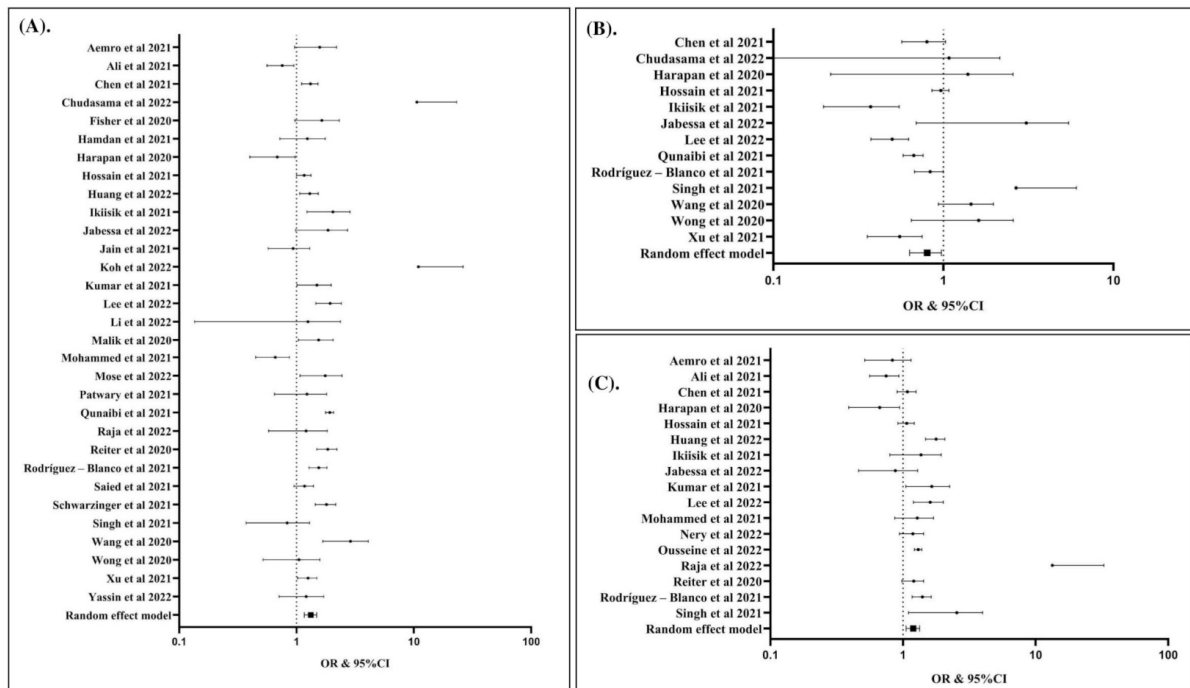 (A).
Aemro et al 2021
Ali et al 2021
Chen et al 2021
Chudasama et al 2022
Fisher et al 2020
Hamdan et al 2021
Harapan et al 2020
Hossain et al 2021
Huang et al 2022
Ikiisik et al 2021
Jabessa et al 2022
Jain et al 2021
Koh et al 2022
Kumar et al 2021
Lee et al 2022
Li et al 2022
Malik et al 2020
Mohammed et al 2021
Mose et al 2022
Patwary et al 2021
Qunaibi et al 2021
Raja et al 2022
Reiter et al 2020
Rodríguez – Blanco et al 2021
Saied et al 2021
Schwarzinger et al 2021
Singh et al 2021
Wang et al 2020
Wong et al 2020
Xu et al 2021
Yassin et al 2022
Random effect model
0.1 1 10 100
OR & 95%CI
(B).
Chen et al 2021
Chudasama et al 2022
Harapan et al 2020
Hossain et al 2021
Ikiisik et al 2021
Jabessa et al 2022
Lee et al 2022
Qunaibi et al 2021
Rodríguez – Blanco et al 2021
Singh et al 2021
Wang et al 2020
Wong et al 2020
Xu et al 2021
Random effect model
0.1 1 10
OR & 95%CI
(C).
Aemro et al 2021
Ali et al 2021
Chen et al 2021
Harapan et al 2020
Hossain et al 2021
Huang et al 2022
Ikiisik et al 2021
Jabessa et al 2022
Kumar et al 2021
Lee et al 2022
Mohammed et al 2021
Nery et al 2022
Ousseine et al 2022
Raja et al 2022
Reiter et al 2020
Rodríguez – Blanco et al 2021
Singh et al 2021
Random effect model
0.1 1 10 100
OR & 95%CI